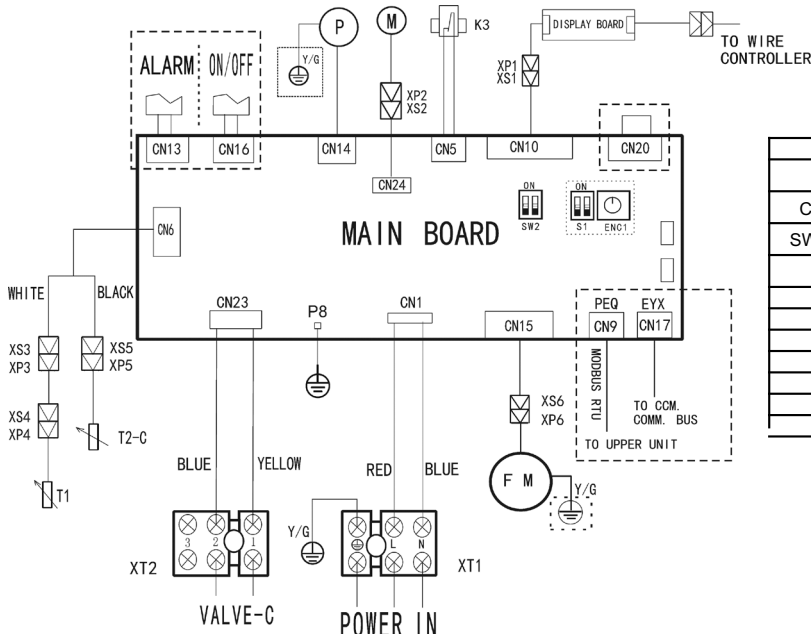 P
M
K3
DISPLAY BOARD
TO WIRE
CONTROLLER
Y/G
ALARM
ON/OFF
XP2
XS2
XP1
XS1
CN13
CN16
CN14
CN5
CN10
CN20
CN24
CN6
MAIN BOARD
ON
SW2
ON
S1
ENC1
C
SW
WHITE
BLACK
CN23
P8
CN1
CN15
PEQ
EYX
CN9
CN17
XS3
XP3
XS5
XP5
XS4
XP4
T2-C
T1
MODBUS RTU
TO CCM.
COMM. BUS
TO UPPER UNIT
XS6
XP6
BLUE
YELLOW
RED
BLUE
F M
Y/G
Y/G
3
2
1
L
N
XT2
XT1
VALVE-C
POWER IN